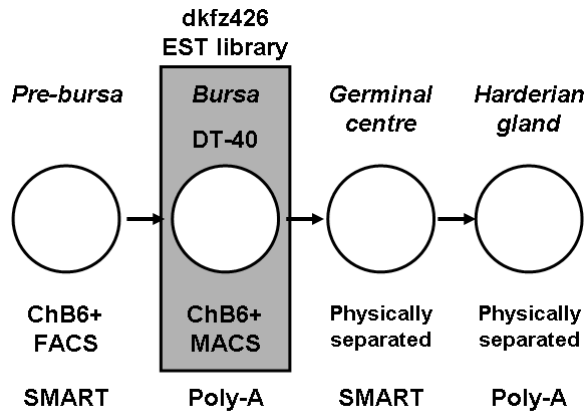 dkfz426
EST library
Pre-bursa
Bursa
Germinal
centre
Harderian
gland
DT-40
ChB6+
FACS
ChB6+
MACS
Physically
separated
Physically
separated
SMART
Poly-A
SMART
Poly-A